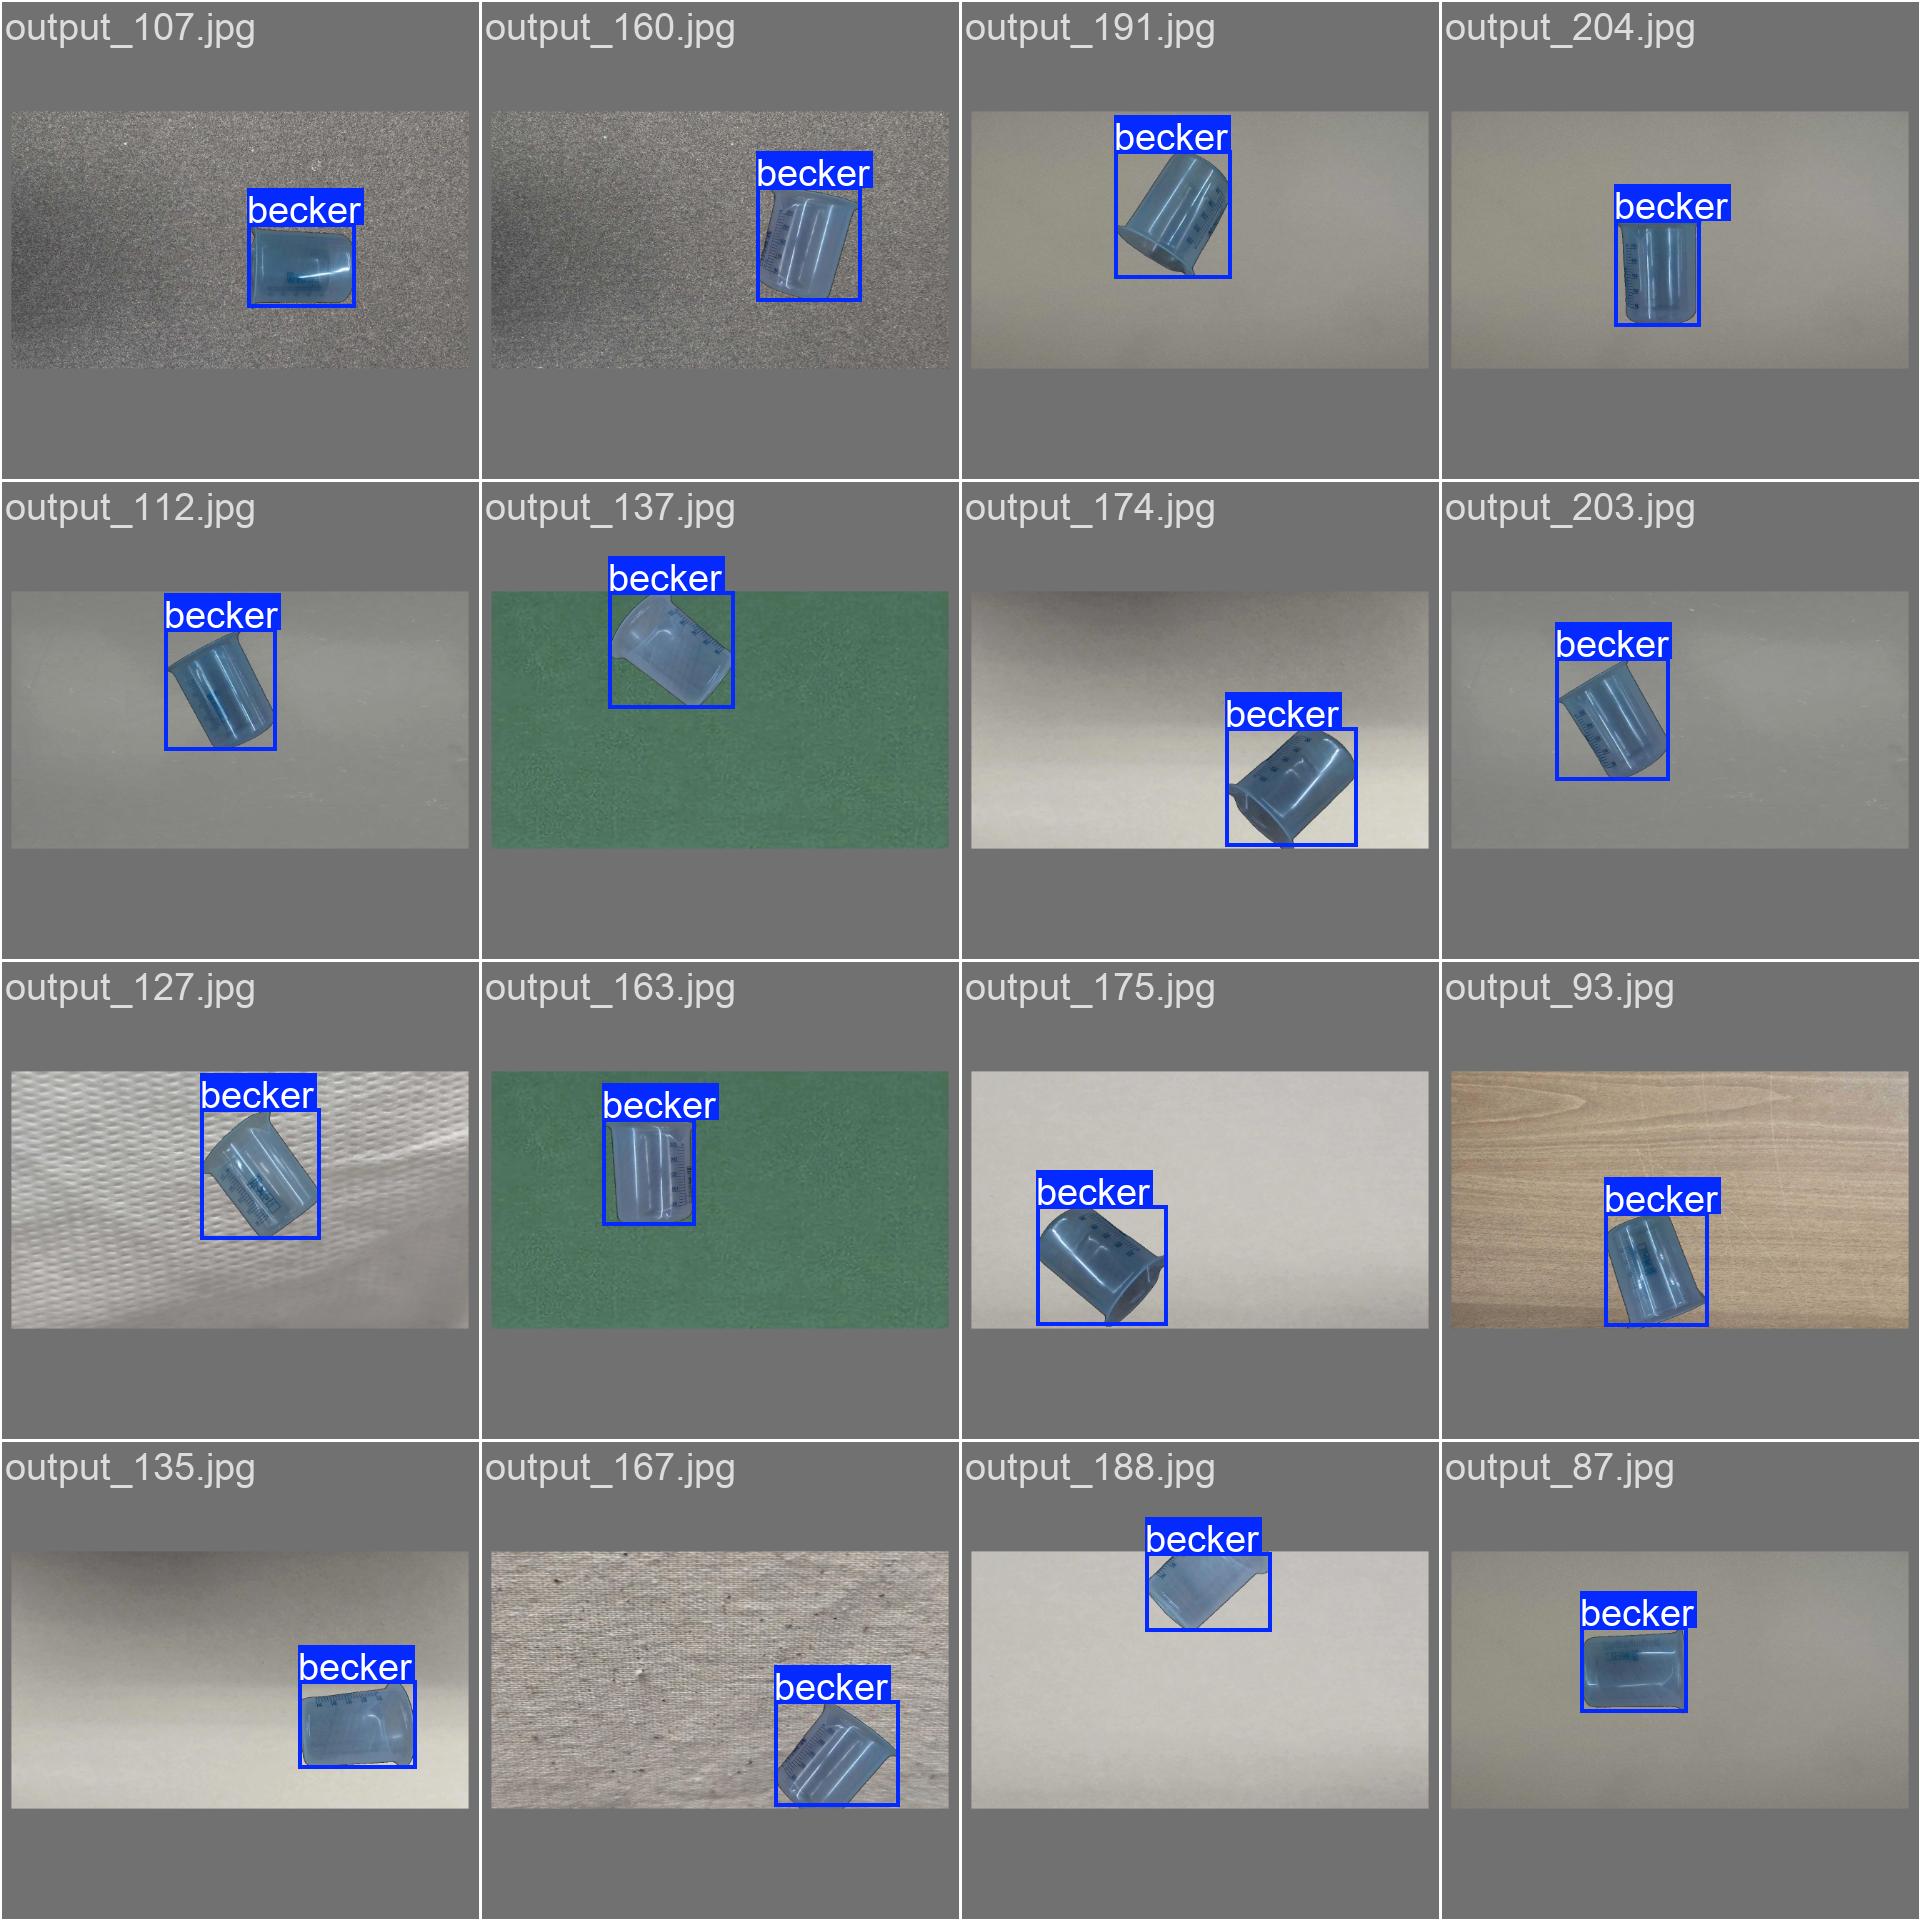 output_107.jpg
becker
output_160.jpg
becker
output_191.jpg
becker
output_204.jpg
becker
output_112.jpg
becker
output_137.jpg
becker
output_174.jpg
becker
output_203.jpg
becker
output_127.jpg
becker
output_163.jpg
becker
output_175.jpg
becker
output_93.jpg
becker
output_135.jpg
becker
output_167.jpg
becker
output_188.jpg
becker
output_87.jpg
becker